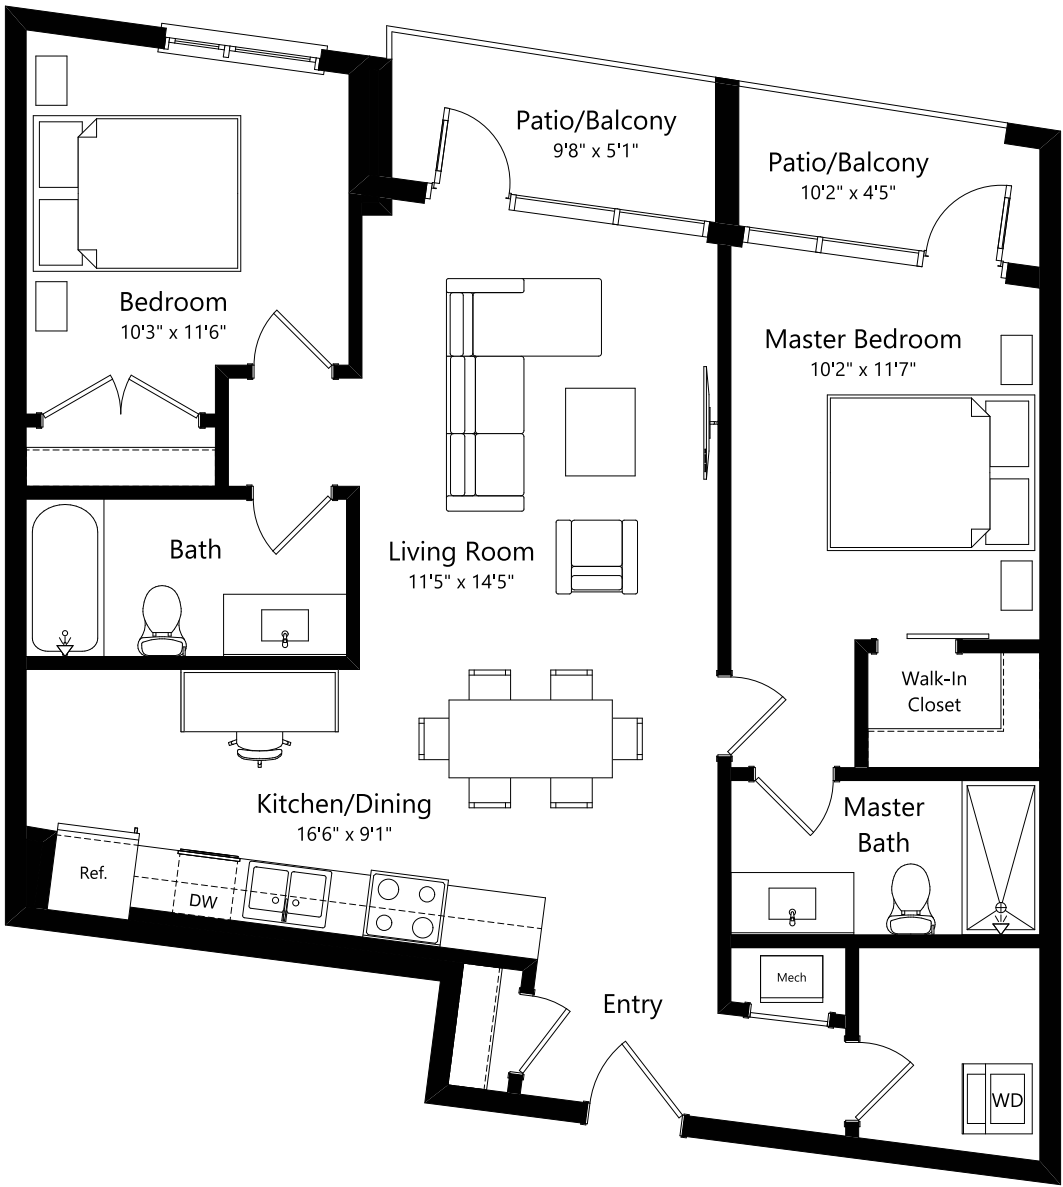 Patio/Balcony
9'8" x 5'1"
Patio/Balcony
10'2" x 4'5"
Bedroom
10'3" x 11'6"
Master Bedroom
10'2" x 11'7"
Bath
Living Room
11'5" x 14'5"
Walk-In
Closet
Kitchen/Dining
16'6" x 9'1"
Master
Bath
Ref.
DW
Mech
Entry
WD